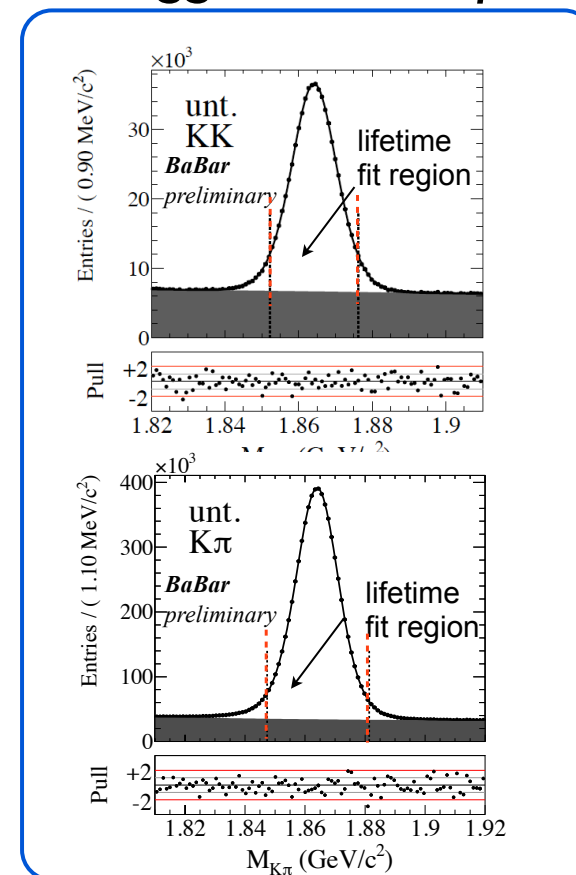 ×10³
unt.
KK
BaBar
preliminary
lifetime
fit region
Entries / ( 0.90 MeV/c²)
30
20
10
0
Pull
+2
-2
1.82 1.84 1.86 1.88 1.9
×10³
unt.
Kπ
BaBar
preliminary
lifetime
fit region
Entries / ( 1.10 MeV/c²)
400
300
200
100
0
Pull
+2
-2
1.82 1.84 1.86 1.88 1.9 1.92
M_Kπ (GeV/c²)